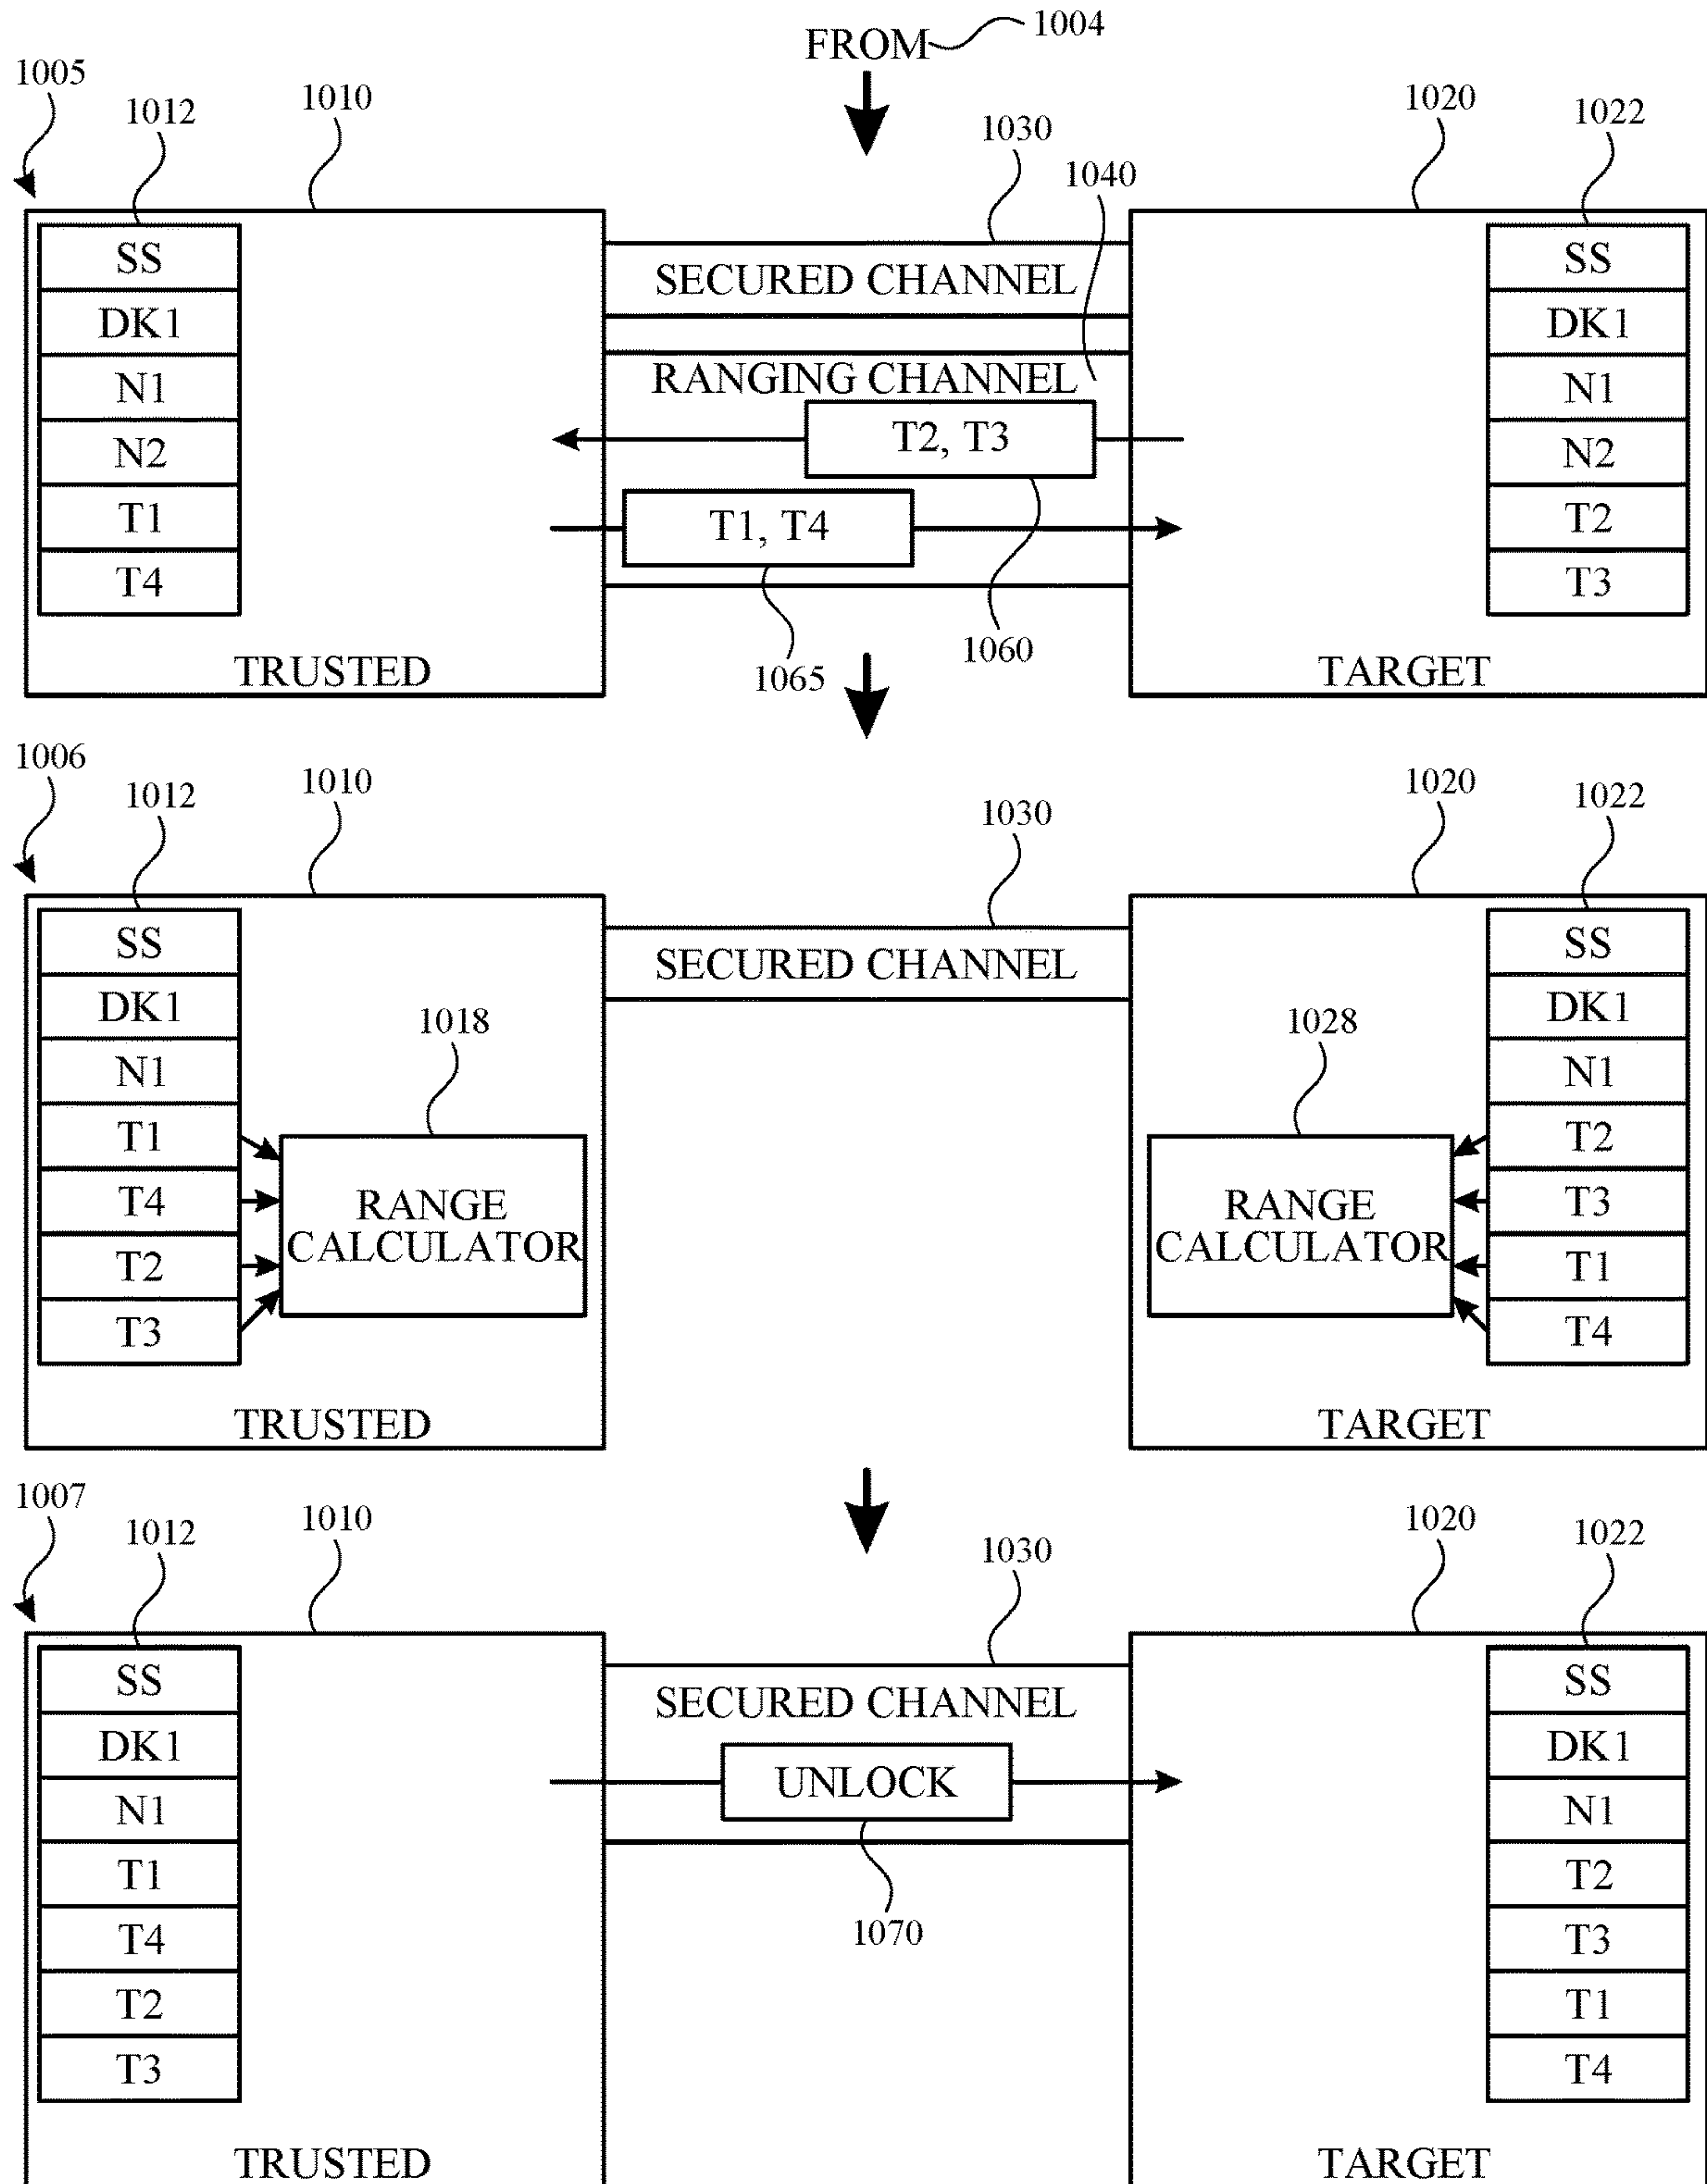 FROM 1004
1005
1012
1010
1030
1040
1020
1022
SS
DK1
N1
N2
T1
T4
TRUSTED
SECURED CHANNEL
RANGING CHANNEL
T2, T3
T1, T4
1060
1065
SS
DK1
N1
N2
T2
T3
TARGET
1006
1012
1010
1030
1020
1022
SS
DK1
N1
T1
T4
T2
T3
1018
RANGE
CALCULATOR
TRUSTED
SECURED CHANNEL
1028
RANGE
CALCULATOR
SS
DK1
N1
T2
T3
T1
T4
TARGET
1007
1012
1010
1030
1020
1022
SS
DK1
N1
T1
T4
T2
T3
TRUSTED
SECURED CHANNEL
UNLOCK
1070
SS
DK1
N1
T2
T3
T1
T4
TARGET